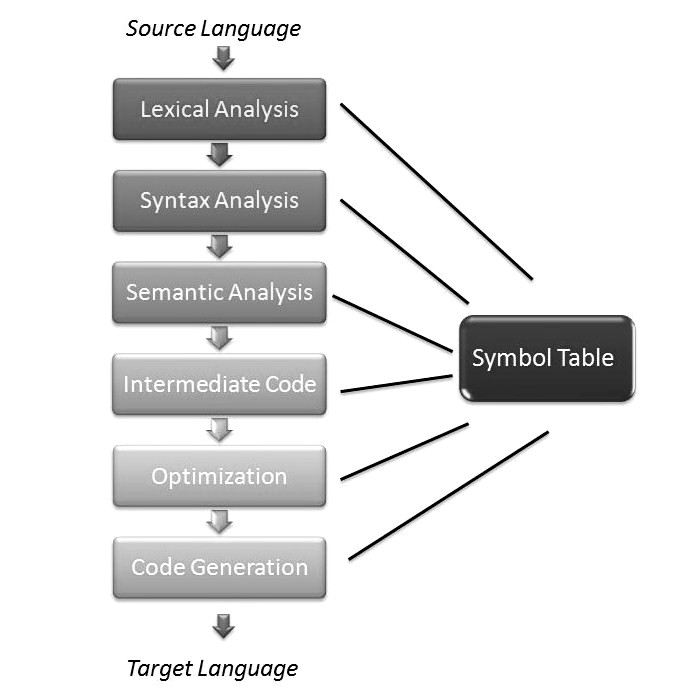 Source Language
Lexical Analysis
Syntax Analysis
Semantic Analysis
Symbol Table
Intermediate Code
Optimization
Code Generation
Target Language